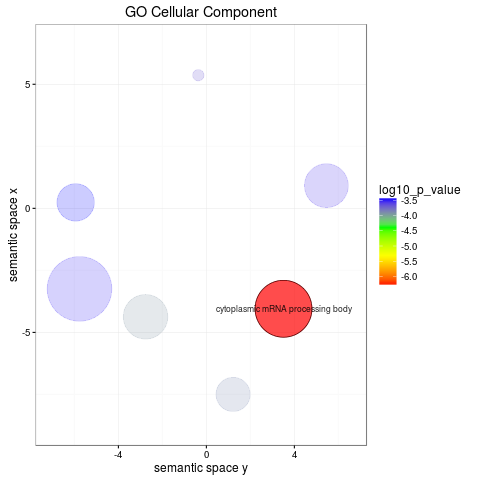 GO Cellular Component
semantic space x
5
0
-5
cytoplasmic mRNA processing body
-4
0
4
semantic space y
log10_p_value
-3.5
-4.0
-4.5
-5.0
-5.5
-6.0